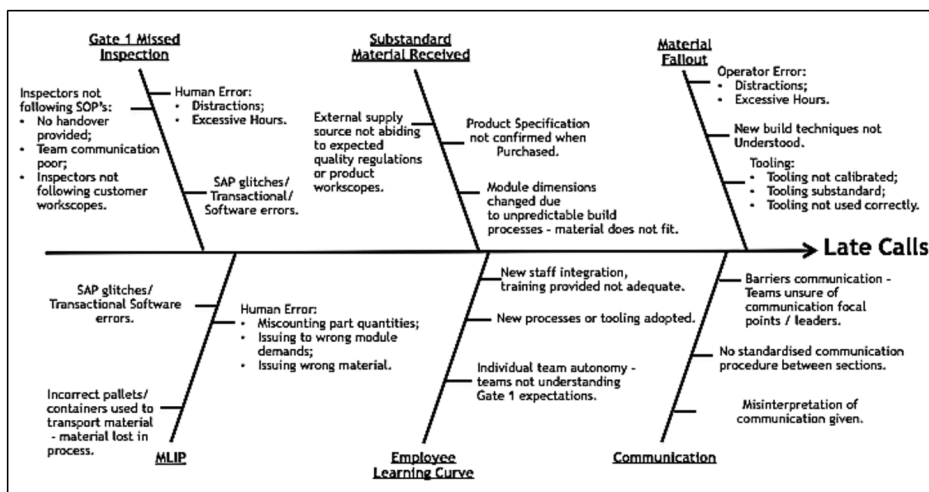 Gate 1 Missed
Inspection
Substandard
Material Received
Material
Fallout
Inspectors not
following SOP's:
• No handover
provided;
• Team communication
poor;
• Inspectors not
following customer
workscopes.
Human Error:
• Distractions;
• Excessive Hours.
SAP glitches/
Transactional/
Software errors.
External supply
source not abiding to
expected
quality regulations
or product
workscopes.
Product Specification
not confirmed when
Purchased.
Module dimensions
changed due
to unpredictable build
processes - material does not fit.
Operator Error:
• Distractions;
• Excessive Hours.
New build techniques not
Understood.
Tooling:
• Tooling not calibrated;
• Tooling substandard;
• Tooling not used correctly.
Late Calls
SAP glitches/
Transactional Software
errors.
Human Error:
• Miscounting part quantities;
• Issuing to wrong module
demands;
• Issuing wrong material.
Incorrect pallets/
containers used to
transport material
- material lost in
process.
New staff integration,
training provided not adequate.
New processes or tooling adopted.
Individual team autonomy -
teams not understanding
Gate 1 expectations.
Barriers communication -
Teams unsure of
communication focal
points / leaders.
No standardised communication
procedure between sections.
Misinterpretation of
communication given.
MLIP
Employee
Learning Curve
Communication